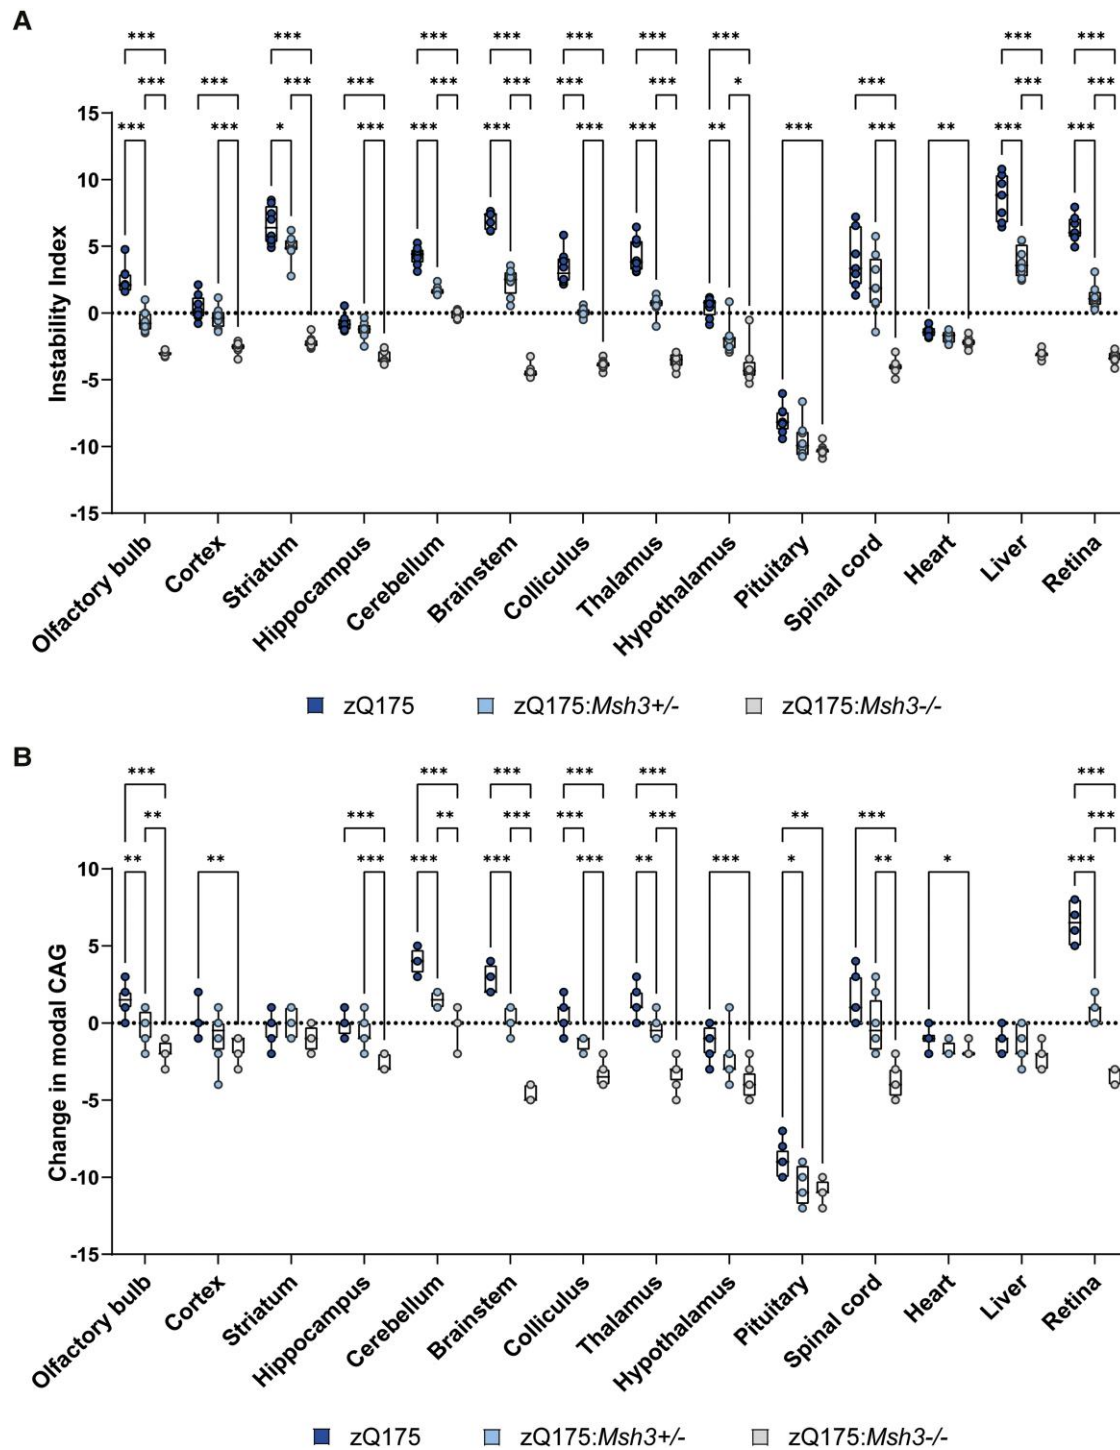 A
*** *** *** *** *** *** *** *** ***
*** *** *** *** *** *** *** *** *** * *** *** ***
*** *** * *** *** *** *** *** ** *** *** ** *** ***
Instability Index
15
10
5
0
-5
-10
-15
Olfactory bulb
Cortex
Striatum
Hippocampus
Cerebellum
Brainstem
Colliculus
Thalamus
Hypothalamus
Pituitary
Spinal cord
Heart
Liver
Retina
zQ175 zQ175:Msh3+/- zQ175:Msh3-/-
B
*** *** *** *** *** ***
** *** ** *** *** *** ** *** ***
** ** *** *** *** *** ** *** * ** * ***
Change in modal CAG
10
5
0
-5
-10
-15
Olfactory bulb
Cortex
Striatum
Hippocampus
Cerebellum
Brainstem
Colliculus
Thalamus
Hypothalamus
Pituitary
Spinal cord
Heart
Liver
Retina
zQ175 zQ175:Msh3+/- zQ175:Msh3-/-